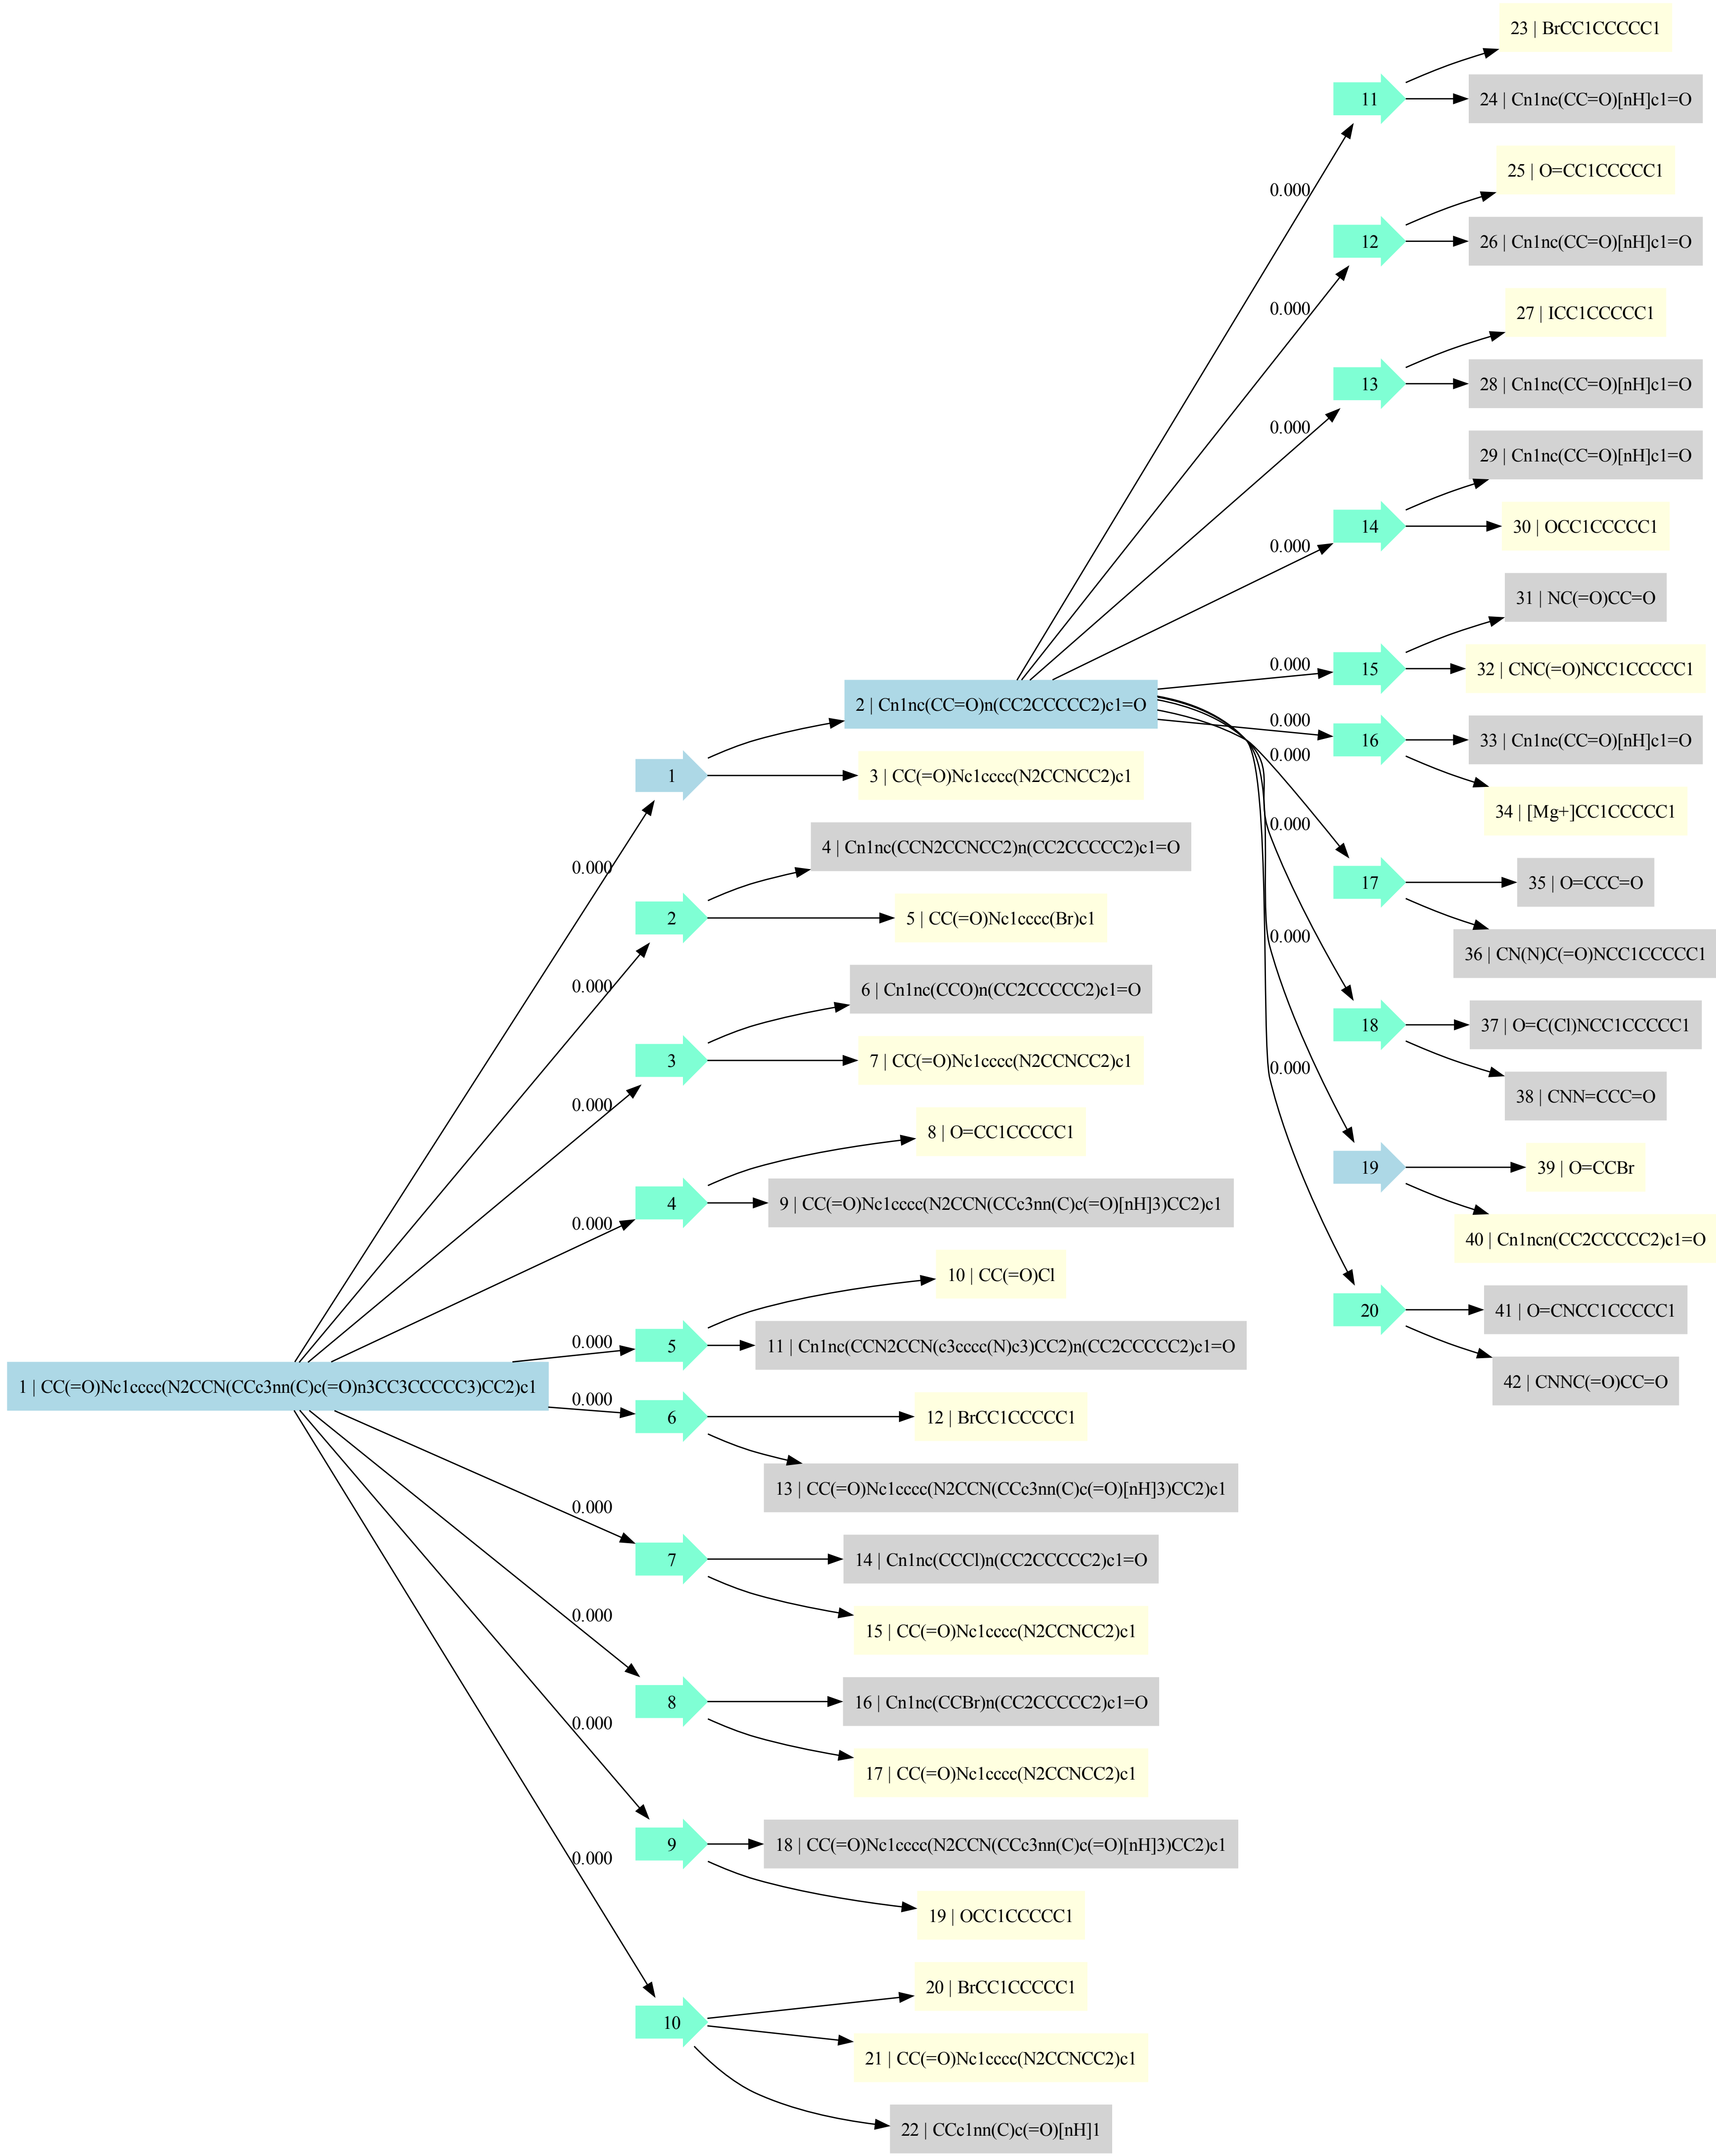 1 | CC(=O)Nc1cccc(N2CCN(CCc3nn(C)c(=O)n3CC3CCCCC3)CC2)c1
0.000
0.000
0.000
0.000
0.000
0.000
0.000
0.000
0.000
0.000
1
2
3
4
5
6
7
8
9
10
2 | Cn1nc(CC=O)n(CC2CCCCC2)c1=O
3 | CC(=O)Nc1cccc(N2CCNCC2)c1
4 | Cn1nc(CCN2CCNCC2)n(CC2CCCCC2)c1=O
5 | CC(=O)Nc1cccc(Br)c1
6 | Cn1nc(CCO)n(CC2CCCCC2)c1=O
7 | CC(=O)Nc1cccc(N2CCNCC2)c1
8 | O=CC1CCCCC1
9 | CC(=O)Nc1cccc(N2CCN(CCc3nn(C)c(=O)[nH]3)CC2)c1
10 | CC(=O)Cl
11 | Cn1nc(CCN2CCN(c3cccc(N)c3)CC2)n(CC2CCCCC2)c1=O
12 | BrCC1CCCCC1
13 | CC(=O)Nc1cccc(N2CCN(CCc3nn(C)c(=O)[nH]3)CC2)c1
14 | Cn1nc(CCCl)n(CC2CCCCC2)c1=O
15 | CC(=O)Nc1cccc(N2CCNCC2)c1
16 | Cn1nc(CCBr)n(CC2CCCCC2)c1=O
17 | CC(=O)Nc1cccc(N2CCNCC2)c1
18 | CC(=O)Nc1cccc(N2CCN(CCc3nn(C)c(=O)[nH]3)CC2)c1
19 | OCC1CCCCC1
20 | BrCC1CCCCC1
21 | CC(=O)Nc1cccc(N2CCNCC2)c1
22 | CCc1nn(C)c(=O)[nH]1
0.000
0.000
0.000
0.000
0.000
0.000
0.000
0.000
0.000
0.000
11
12
13
14
15
16
17
18
19
20
23 | BrCC1CCCCC1
24 | Cn1nc(CC=O)[nH]c1=O
25 | O=CC1CCCCC1
26 | Cn1nc(CC=O)[nH]c1=O
27 | ICC1CCCCC1
28 | Cn1nc(CC=O)[nH]c1=O
29 | Cn1nc(CC=O)[nH]c1=O
30 | OCC1CCCCC1
31 | NC(=O)CC=O
32 | CNC(=O)NCC1CCCCC1
33 | Cn1nc(CC=O)[nH]c1=O
34 | [Mg+]CC1CCCCC1
35 | O=CCC=O
36 | CN(N)C(=O)NCC1CCCCC1
37 | O=C(Cl)NCC1CCCCC1
38 | CNN=CCC=O
39 | O=CCBr
40 | Cn1ncn(CC2CCCCC2)c1=O
41 | O=CNCC1CCCCC1
42 | CNNC(=O)CC=O